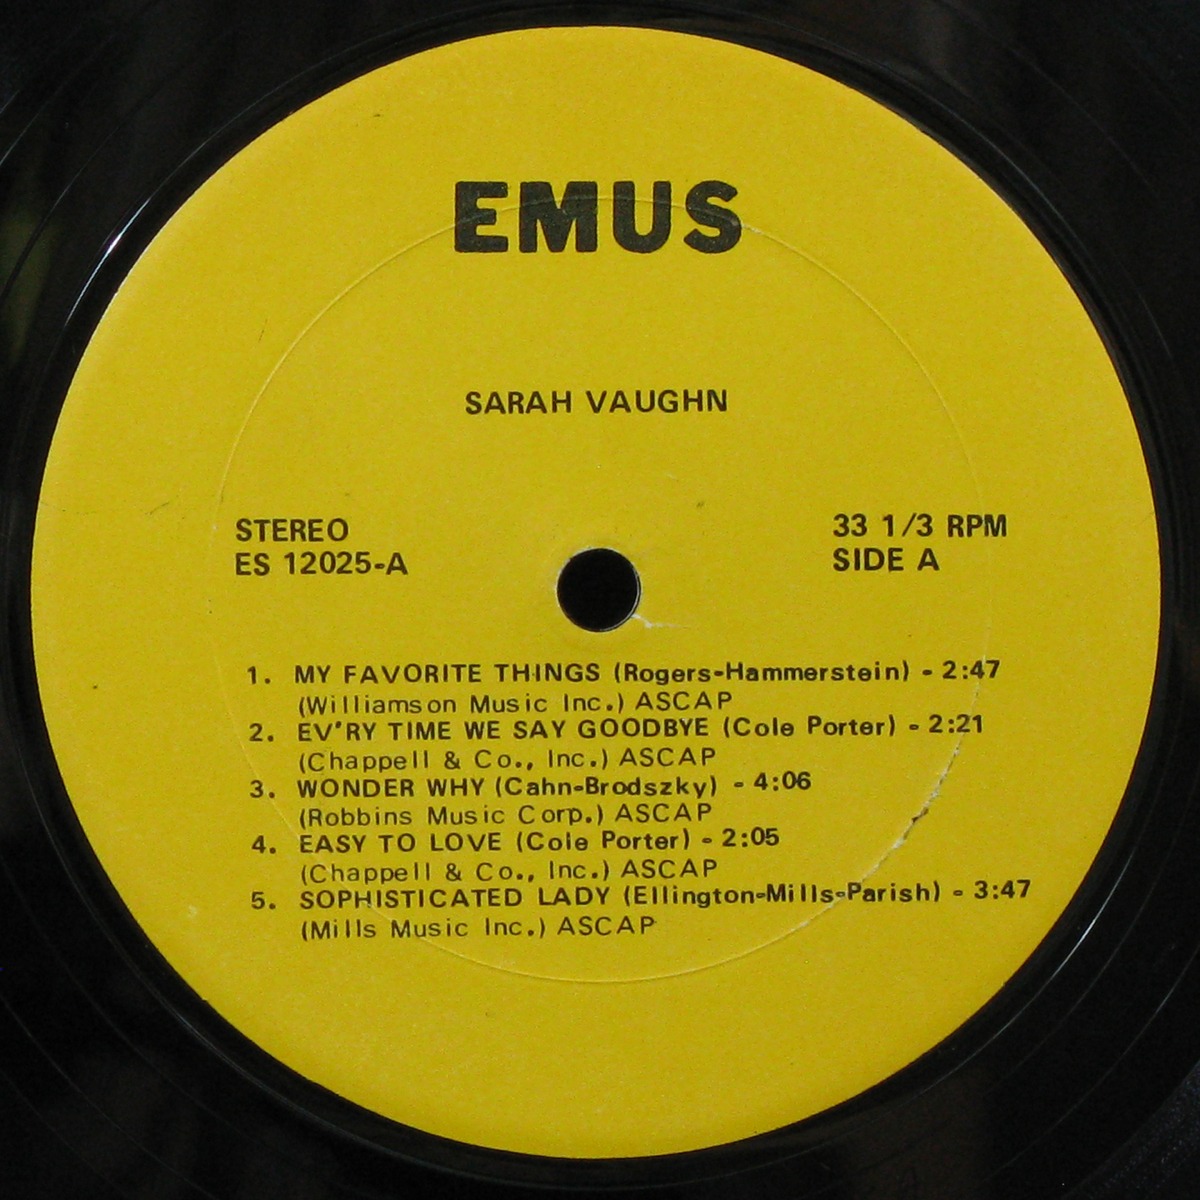 EMUS
SARAH VAUGHN
STEREO
ES 12025-A
33 1/3 RPM
SIDE A
1. MY FAVORITE THINGS (Rogers-Hammerstein) - 2:47
(Williamson Music Inc.) ASCAP
2. EV'RY TIME WE SAY GOODBYE (Cole Porter) - 2:21
(Chappell & Co., Inc.) ASCAP
3. WONDER WHY (Cahn-Brodszky) - 4:06
(Robbins Music Corp.) ASCAP
4. EASY TO LOVE (Cole Porter) - 2:05
(Chappell & Co., Inc.) ASCAP
5. SOPHISTICATED LADY (Ellington-Mills-Parish) - 3:47
(Mills Music Inc.) ASCAP